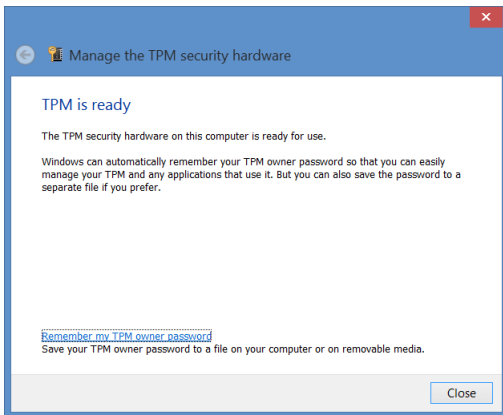 Manage the TPM security hardware
TPM is ready
The TPM security hardware on this computer is ready for use.
Windows can automatically remember your TPM owner password so that you can easily
manage your TPM and any applications that use it. But you can also save the password to a
separate file if you prefer.
Remember my TPM owner password
Save your TPM owner password to a file on your computer or on removable media.
Close